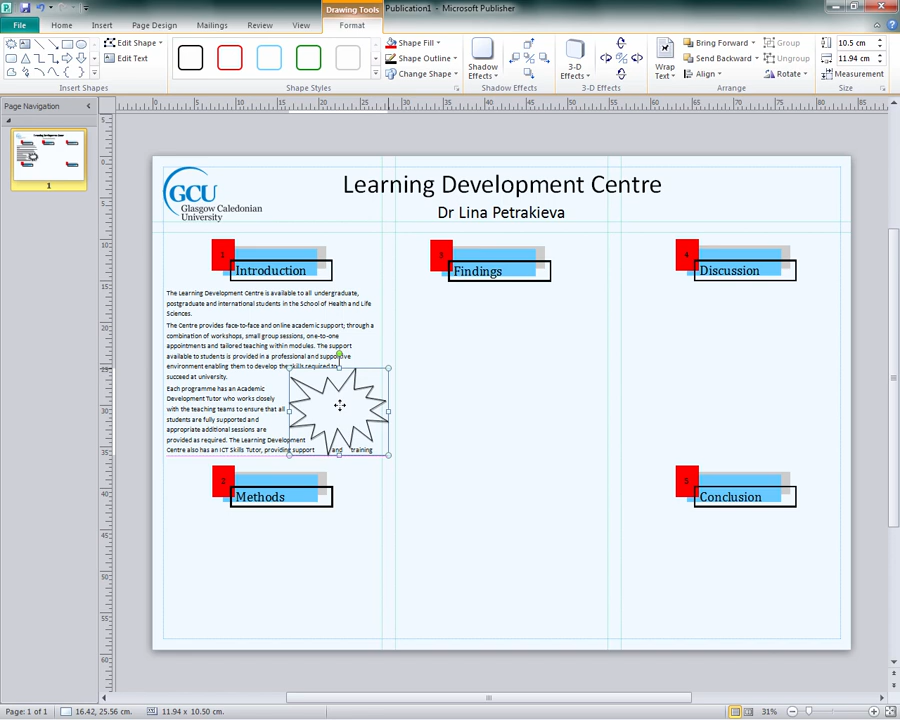 Drawing Tools
Publication1 - Microsoft Publisher
File Home Insert Page Design Mailings Review View Format
Edit Shape
Edit Text
Insert Shapes
Shape Fill
Shape Outline
Change Shape
Shape Styles
Shadow Effects
Shadow Effects
3-D Effects
3-D Effects
Wrap Text
Bring Forward
Send Backward
Align
Group
Ungroup
Rotate
Arrange
10.5 cm
11.94 cm
Measurement
Size
Page Navigation
1
GCU
Glasgow Caledonian
University
Learning Development Centre
Dr Lina Petrakieva
1
Introduction
3
Findings
4
Discussion
The Learning Development Centre is available to all undergraduate,
postgraduate and international students in the School of Health and Life
Sciences.
The Centre provides face-to-face and online academic support; through a
combination of workshops, small group sessions, one-to-one
appointments and tailored teaching within modules. The support
available to students is provided in a professional and supportive
environment enabling them to develop the skills required to
succeed at university.
Each programme has an Academic
Development Tutor who works closely
with the teaching teams to ensure that all
students are fully supported and
appropriate additional sessions are
provided as required. The Learning Development
Centre also has an ICT Skills Tutor, providing support and training
2
Methods
5
Conclusion
Page: 1 of 1
16.42, 25.56 cm.
11.94 x 10.50 cm.
31%